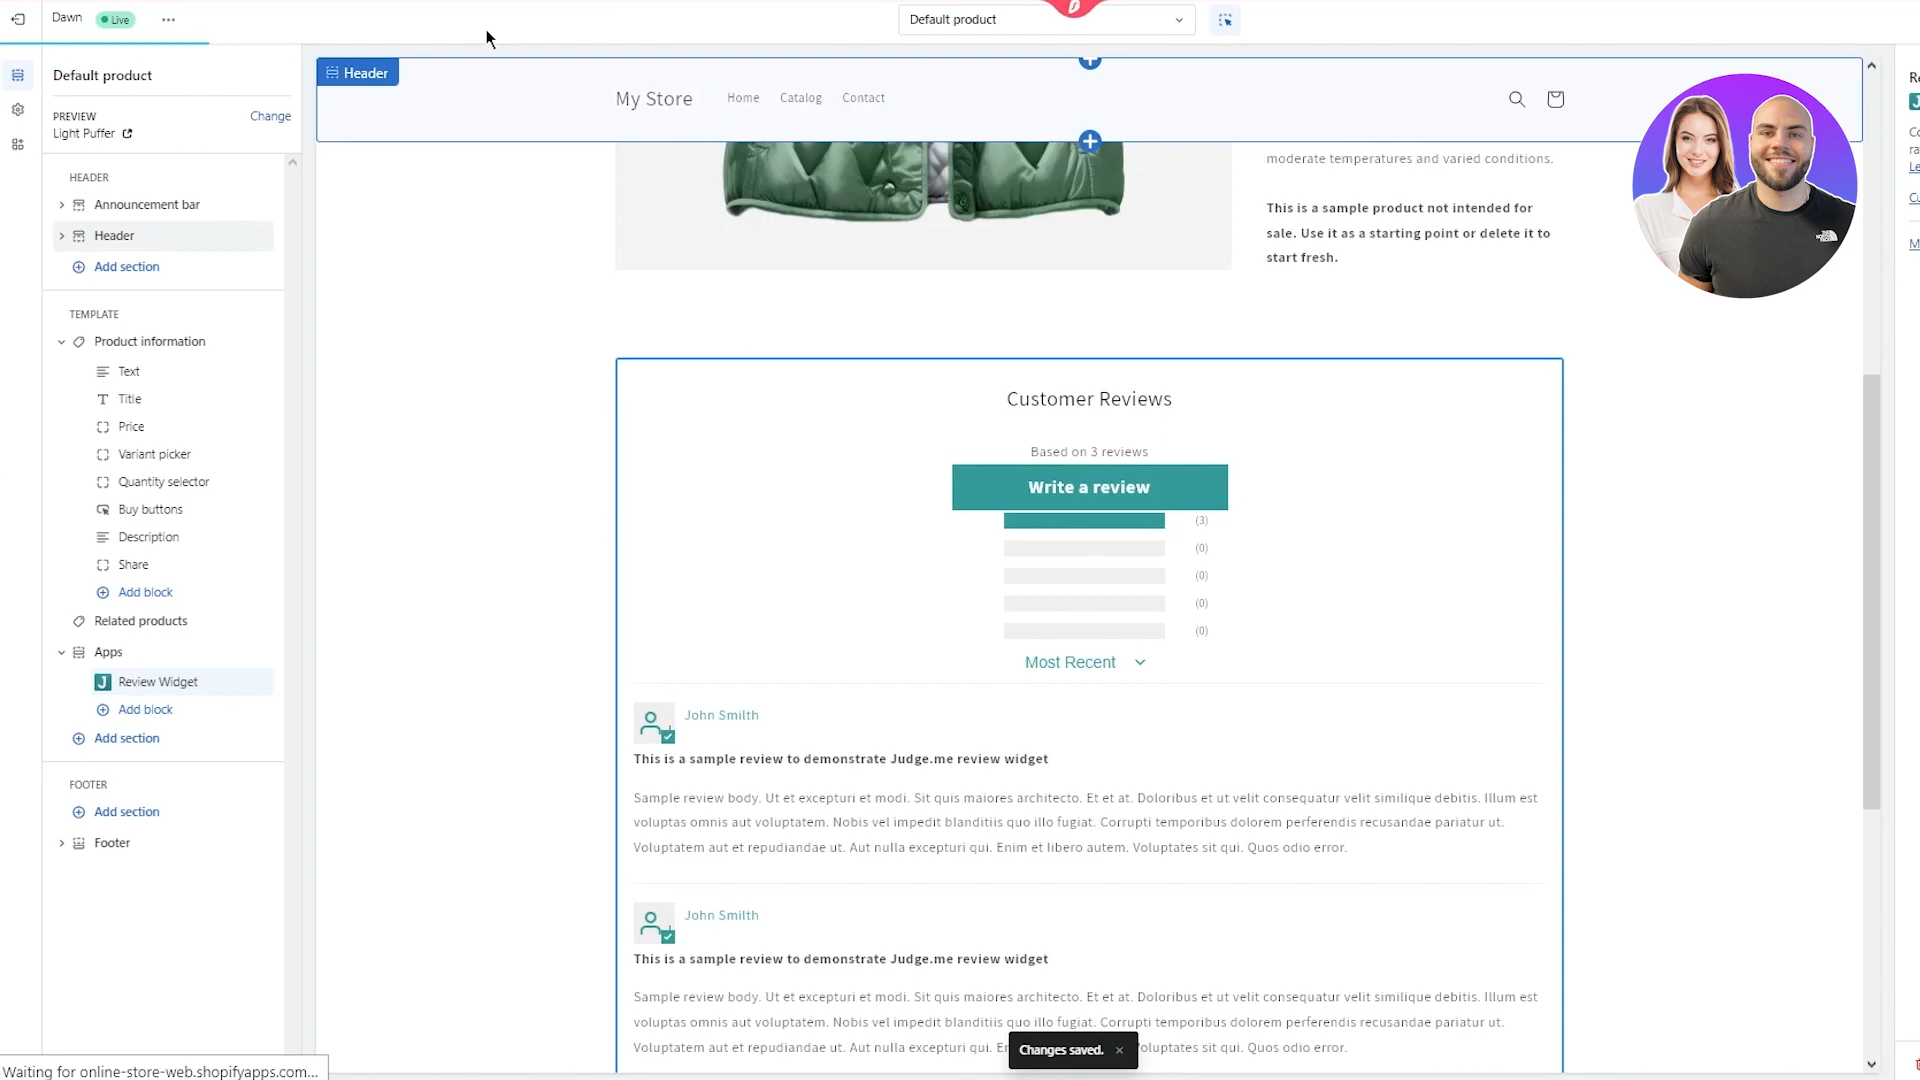 Dawn
Live
Default product
Default product
PREVIEW
Change
Light Puffer
HEADER
Announcement bar
Header
Add section
TEMPLATE
Product information
Text
Title
Price
Variant picker
Quantity selector
Buy buttons
Description
Share
Add block
Related products
Apps
Review Widget
Add block
Add section
FOOTER
Add section
Footer
Waiting for online-store-web.shopifyapps.com...
Header
My Store
Home
Catalog
Contact
moderate temperatures and varied conditions.
This is a sample product not intended for
sale. Use it as a starting point or delete it to
start fresh.
Customer Reviews
Based on 3 reviews
Write a review
(3)
(0)
(0)
(0)
(0)
Most Recent
John Smilth
This is a sample review to demonstrate Judge.me review widget
Sample review body. Ut et excepturi et modi. Sit quis maiores architecto. Et et at. Doloribus et ut velit consequatur velit similique debitis. Illum est
voluptas omnis aut voluptatem. Nobis vel impedit blanditiis quo illo fugiat. Corrupti temporibus dolorem perferendis recusandae pariatur ut.
Voluptatem aut et repudiandae ut. Aut nulla excepturi qui. Enim et libero autem. Voluptates sit qui. Quos odio error.
John Smilth
This is a sample review to demonstrate Judge.me review widget
Sample review body. Ut et excepturi et modi. Sit quis maiores architecto. Et et at. Doloribus et ut velit consequatur velit similique debitis. Illum est
voluptas omnis aut voluptatem. Nobis vel impedit blanditiis quo illo fugiat. Corrupti temporibus dolorem perferendis recusandae pariatur ut.
Voluptatem aut et repudiandae ut. Aut nulla excepturi qui. oluptates sit qui. Quos odio error.
Changes saved.